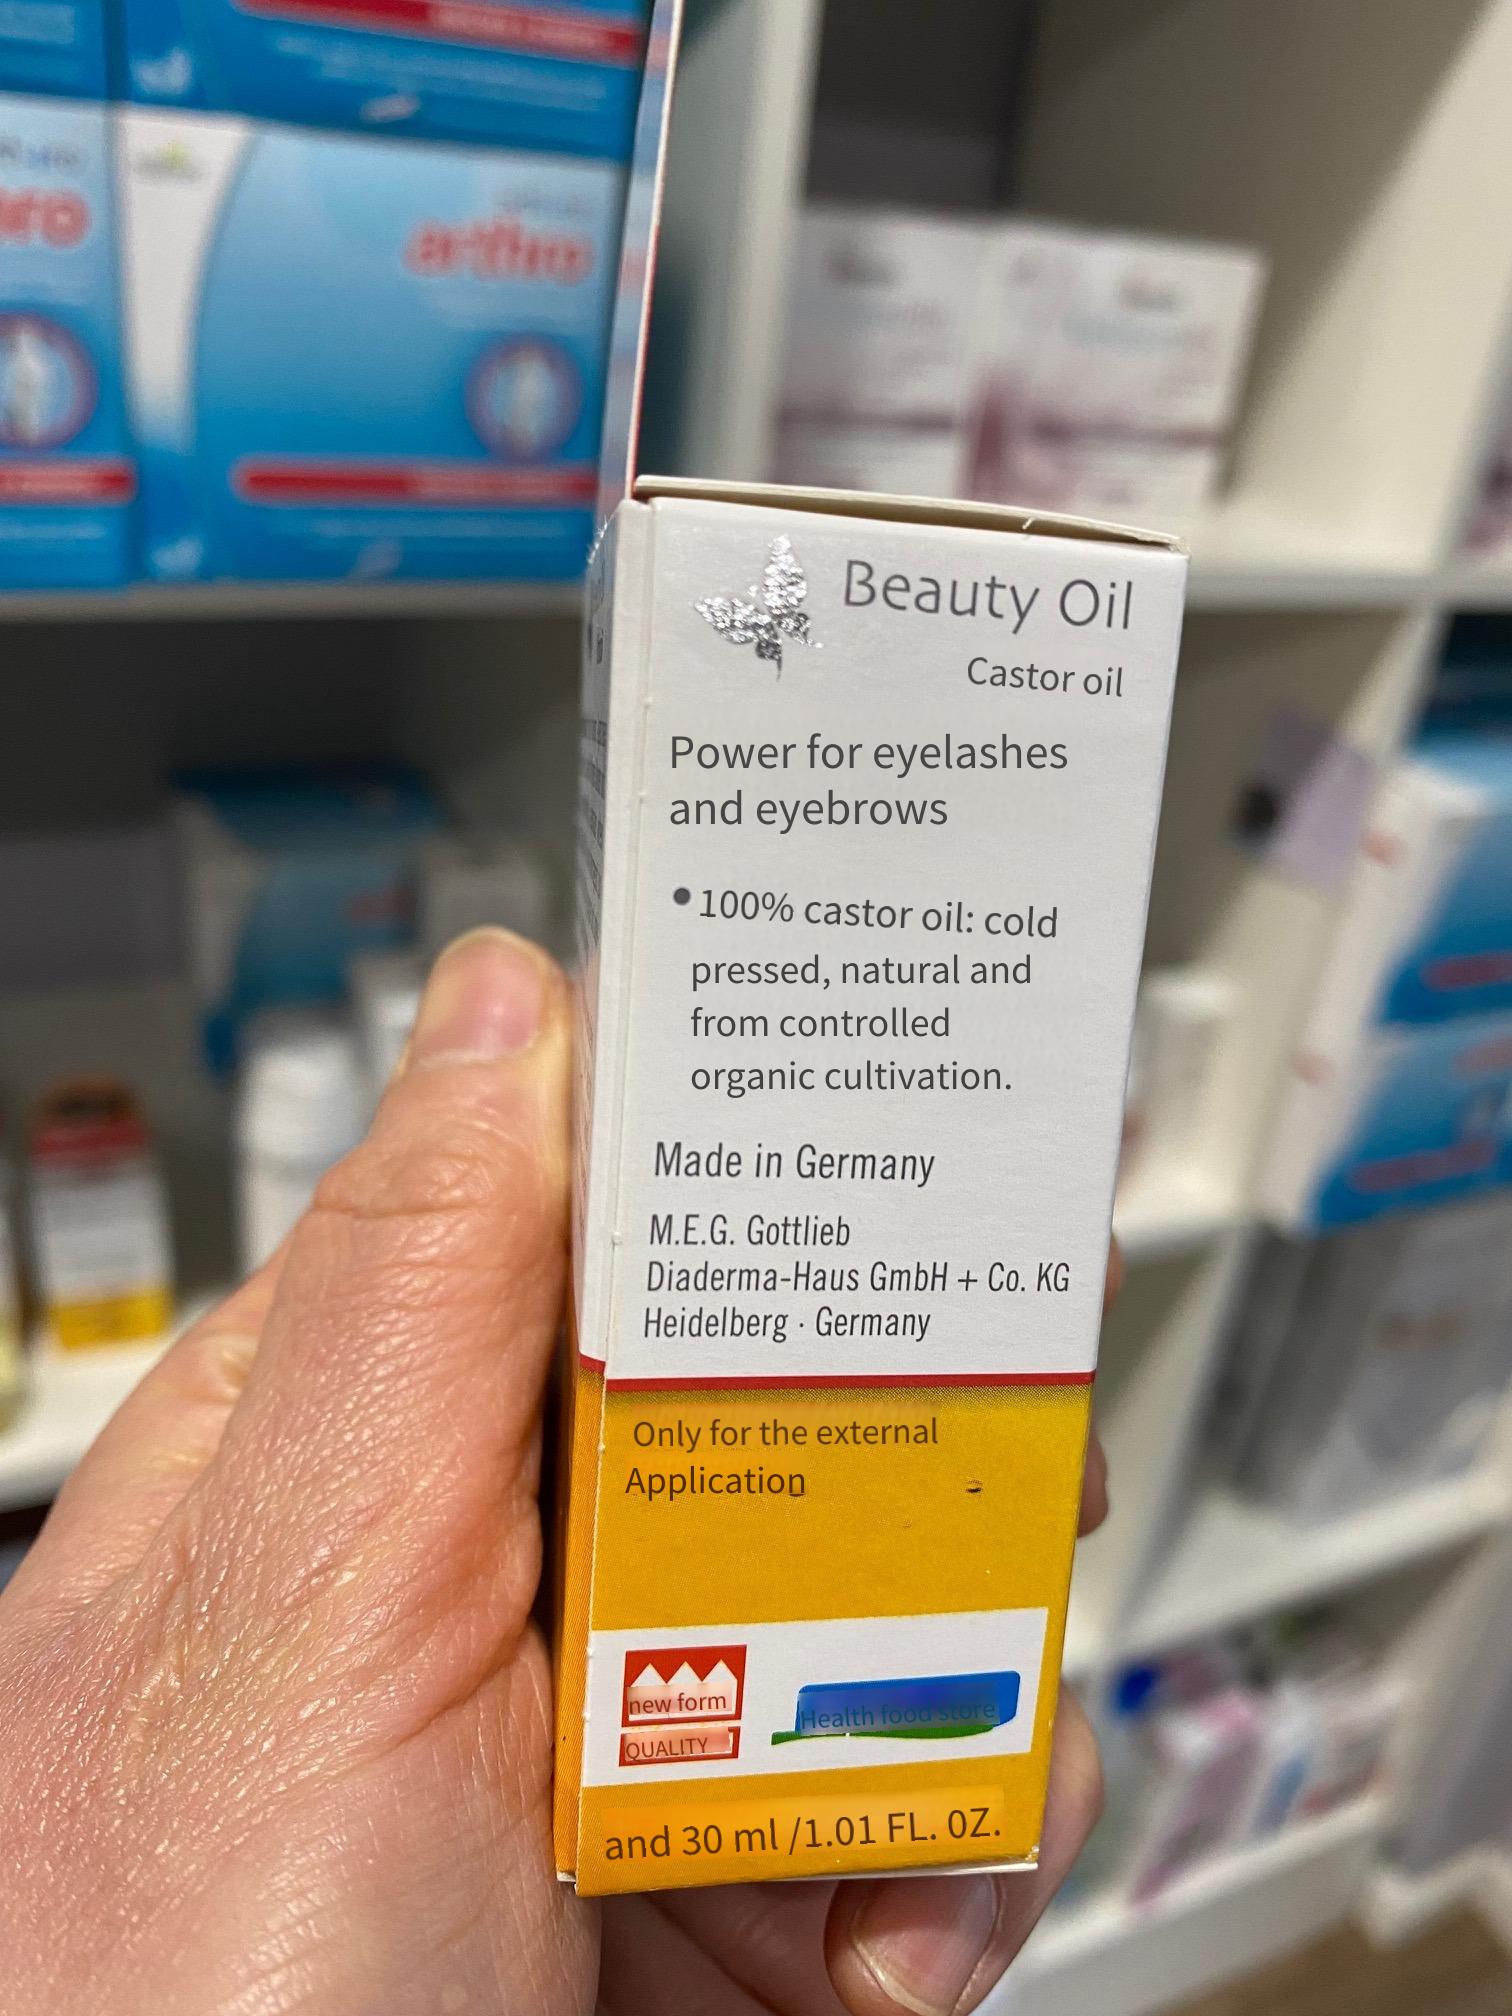 artho
Beauty Oil
Castor oil
Power for eyelashes
and eyebrows
• 100% castor oil: cold
pressed, natural and
from controlled
organic cultivation.
Made in Germany
M.E.G. Gottlieb
Diaderma-Haus GmbH + Co. KG
Heidelberg · Germany
Only for the external
Application
new form
QUALITY
Health food store
and 30 ml /1.01 FL. OZ.